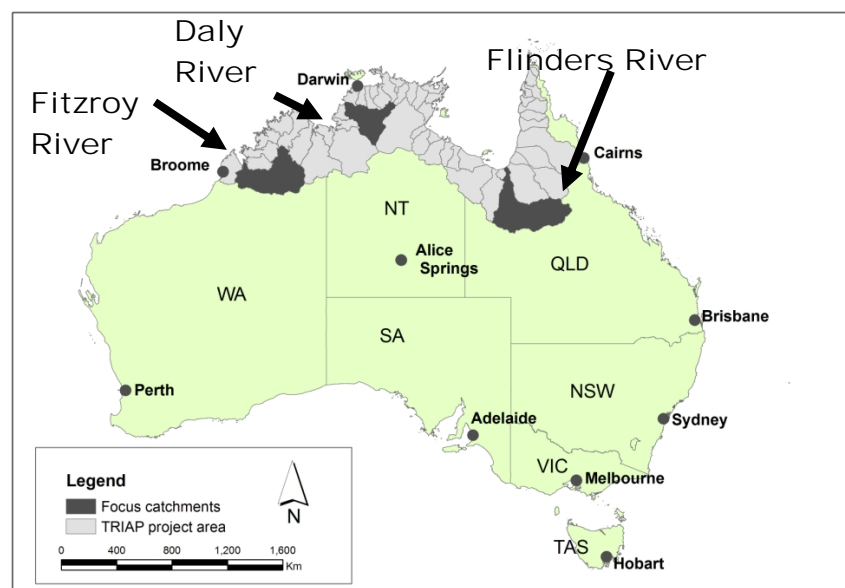 Daly
River
Flinders River
Darwin
Fitzroy
River
Broome
Cairns
NT
Alice
Springs
QLD
WA
Brisbane
SA
Perth
NSW
Adelaide
Sydney
VIC
Melbourne
Legend
Focus catchments
TRIAP project area
0 400 800 1,200 1,600
Km
N
TAS
Hobart